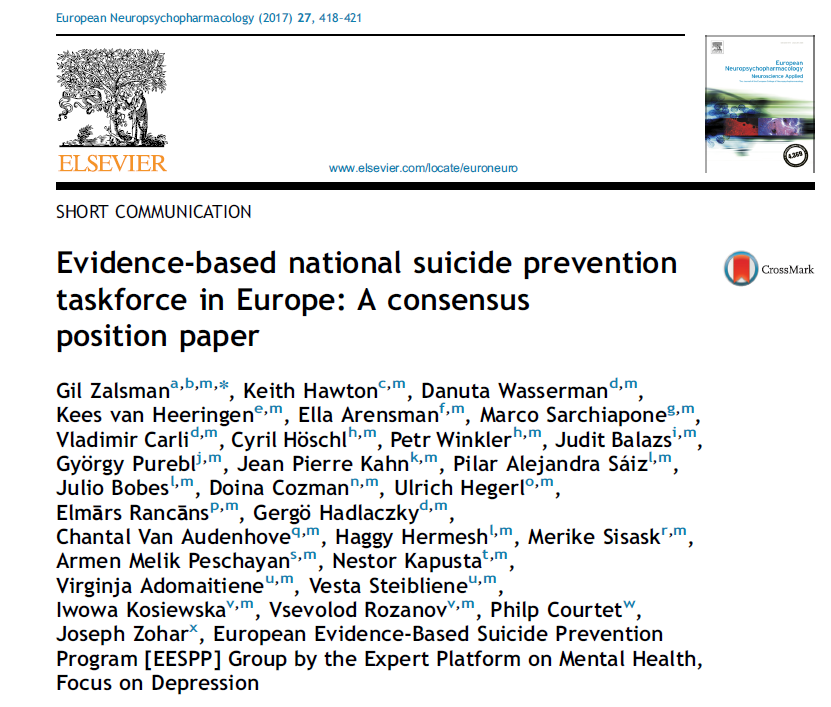 European Neuropsychopharmacology (2017) 27, 418–421
ELSEVIER
www.elsevier.com/locate/euroneuro
European
Neuropsychopharmacology
Neuroscience Applied
4.369
SHORT COMMUNICATION
Evidence-based national suicide prevention
taskforce in Europe: A consensus
position paper
CrossMark
Gil Zalsman a,b,m,*, Keith Hawton c,m, Danuta Wasserman d,m,
Kees van Heeringen e,m, Ella Arensman f,m, Marco Sarchiapone g,m,
Vladimir Carli d,m, Cyril Höschl h,m, Petr Winkler h,m, Judit Balazs i,m,
György Purebl j,m, Jean Pierre Kahn k,m, Pilar Alejandra Sáiz l,m,
Julio Bobes l,m, Doina Cozman n,m, Ulrich Hegerl o,m,
Elmārs Rancāns p,m, Gergö Hadlaczky d,m,
Chantal Van Audenhove q,m, Haggy Hermesh l,m, Merike Sisask r,m,
Armen Melik Peschayan s,m, Nestor Kapusta t,m,
Virginja Adomaitiene u,m, Vesta Steibliene u,m,
Iwowa Kosiewska v,m, Vsevolod Rozanov v,m, Philp Courtet w,
Joseph Zohar x, European Evidence-Based Suicide Prevention
Program [EESPP] Group by the Expert Platform on Mental Health,
Focus on Depression